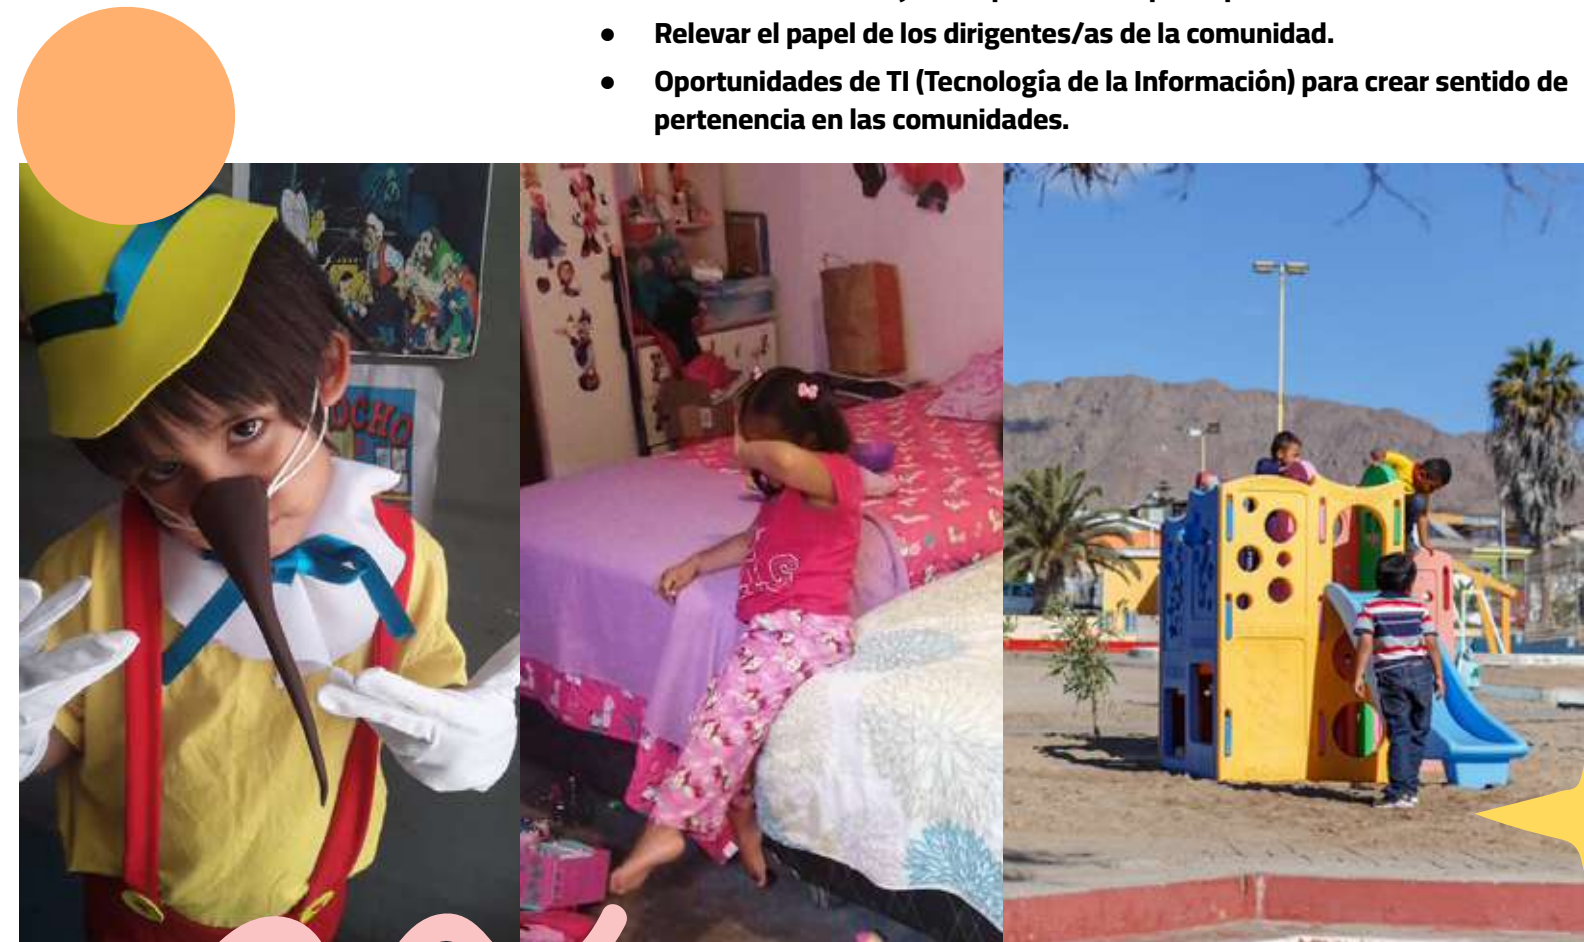 ● Relevar el papel de los dirigentes/as de la comunidad.
● Oportunidades de TI (Tecnología de la Información) para crear sentido de
pertenencia en las comunidades.
OCHO